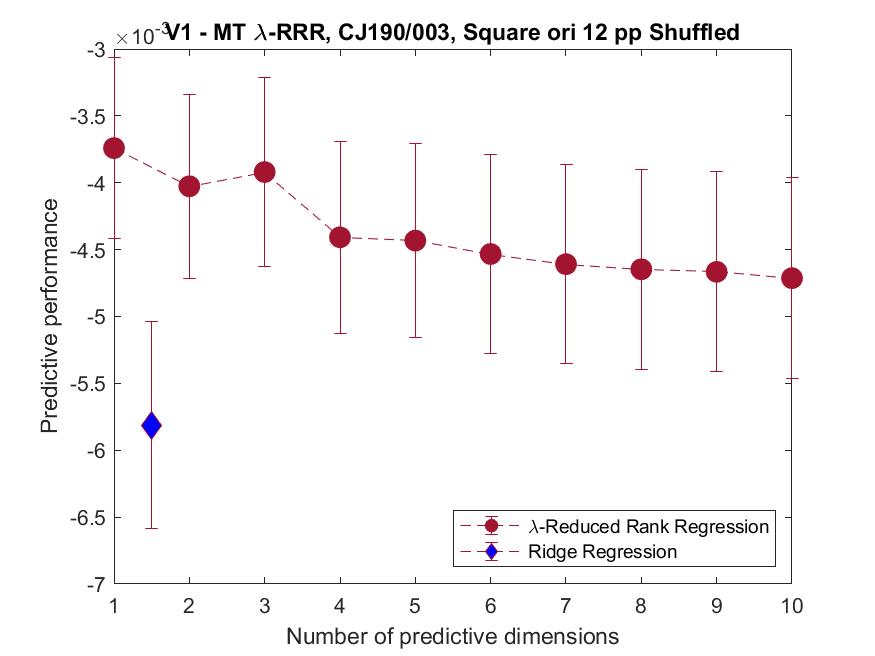 ×10-3
V1 - MT λ-RRR, CJ190/003, Square ori 12 pp Shuffled
-3
-3.5
-4
-4.5
-5
-5.5
-6
-6.5
-7
Predictive performance
λ-Reduced Rank Regression
Ridge Regression
1 2 3 4 5 6 7 8 9 10
Number of predictive dimensions